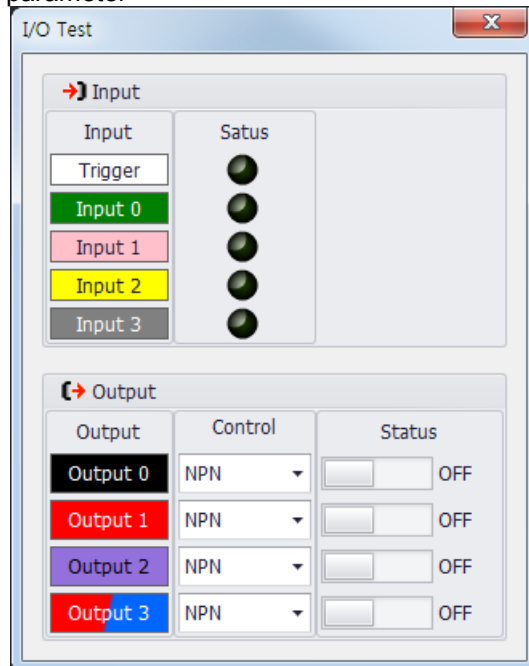 parameter
I/O Test
Input
Input Satus
Trigger
Input 0
Input 1
Input 2
Input 3
Output
Output Control Status
Output 0 NPN OFF
Output 1 NPN OFF
Output 2 NPN OFF
Output 3 NPN OFF